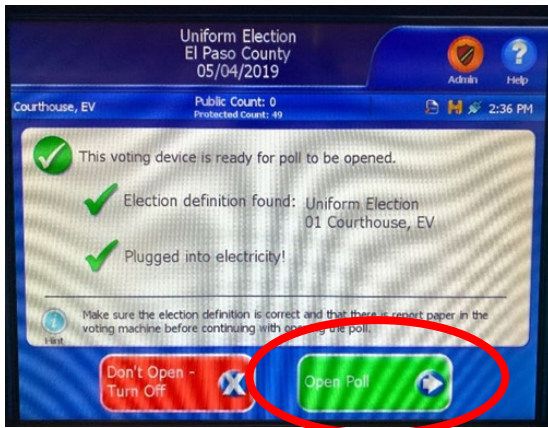 Uniform Election
El Paso County
05/04/2019
Admin
Help
Courthouse, EV
Public Count: 0
Protected Count: 49
2:36 PM
This voting device is ready for poll to be opened.
Election definition found: Uniform Election
01 Courthouse, EV
Plugged into electricity!
Make sure the election definition is correct and that there is report paper in the
voting machine before continuing with opening the poll.
Hint
Don't Open -
Turn Off
Open Poll